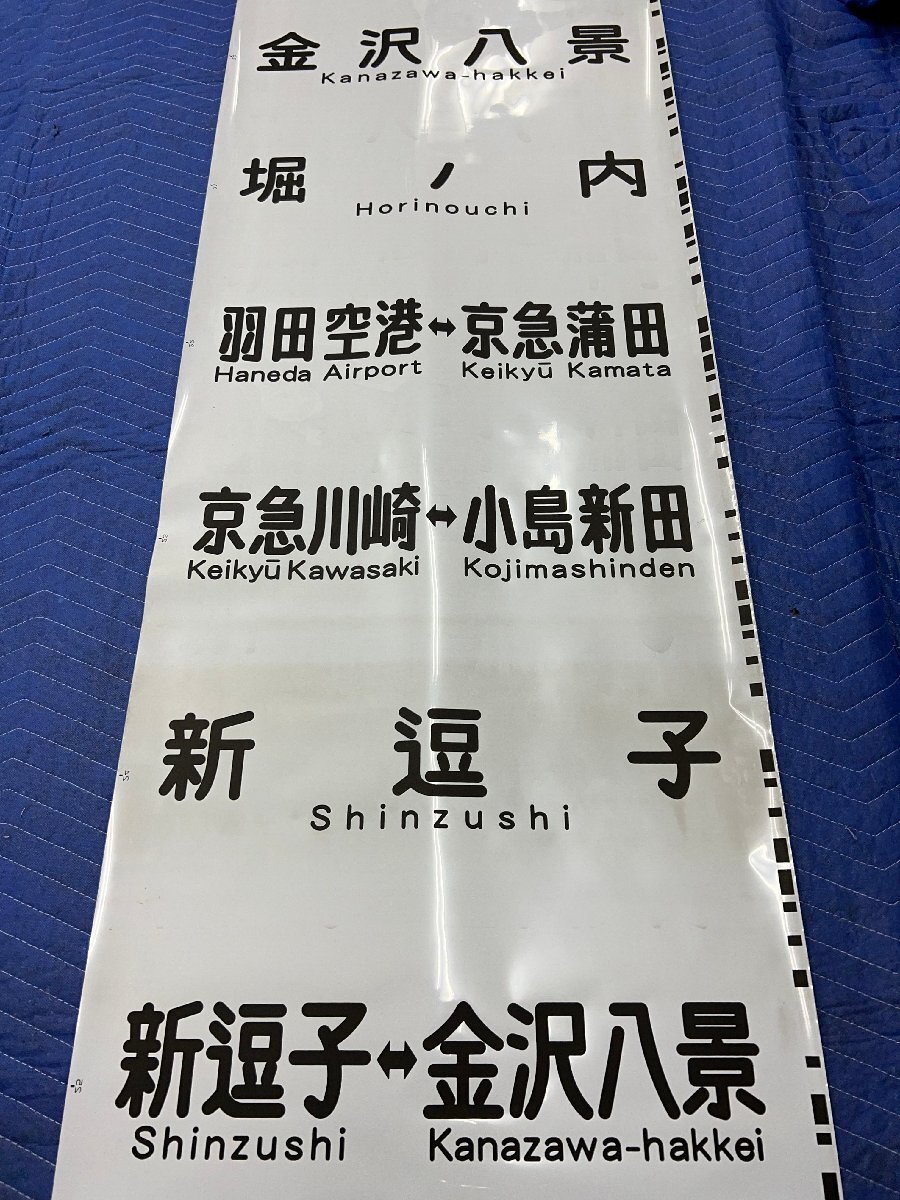 金沢八景
Kanazawa-hakkei
堀ノ内
Horinouchi
羽田空港↔京急蒲田
Haneda Airport Keikyū Kamata
京急川崎↔小島新田
Keikyū Kawasaki Kojimashinden
新逗子
Shinzushi
新逗子↔金沢八景
Shinzushi Kanazawa-hakkei